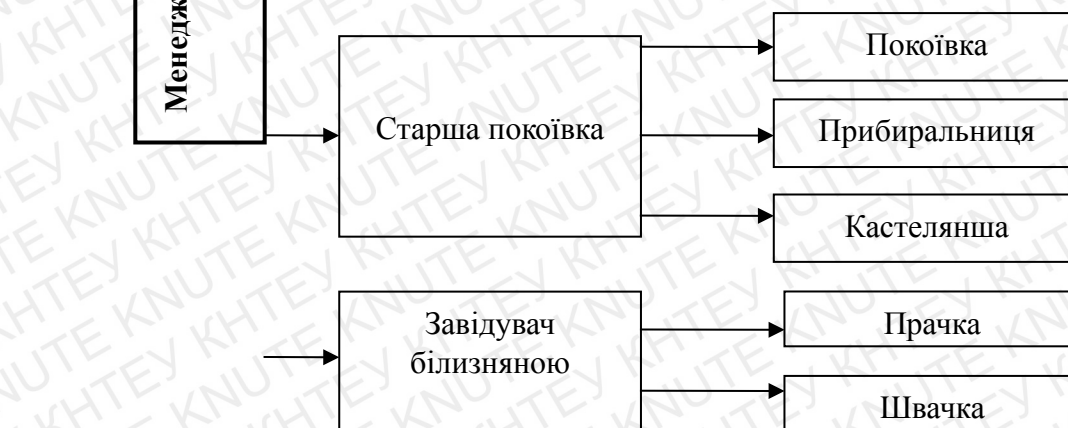 Менедж
Старша покоївка
Покоївка
Прибиральниця
Кастелянша
Завідувач
білизняною
Прачка
Швачка